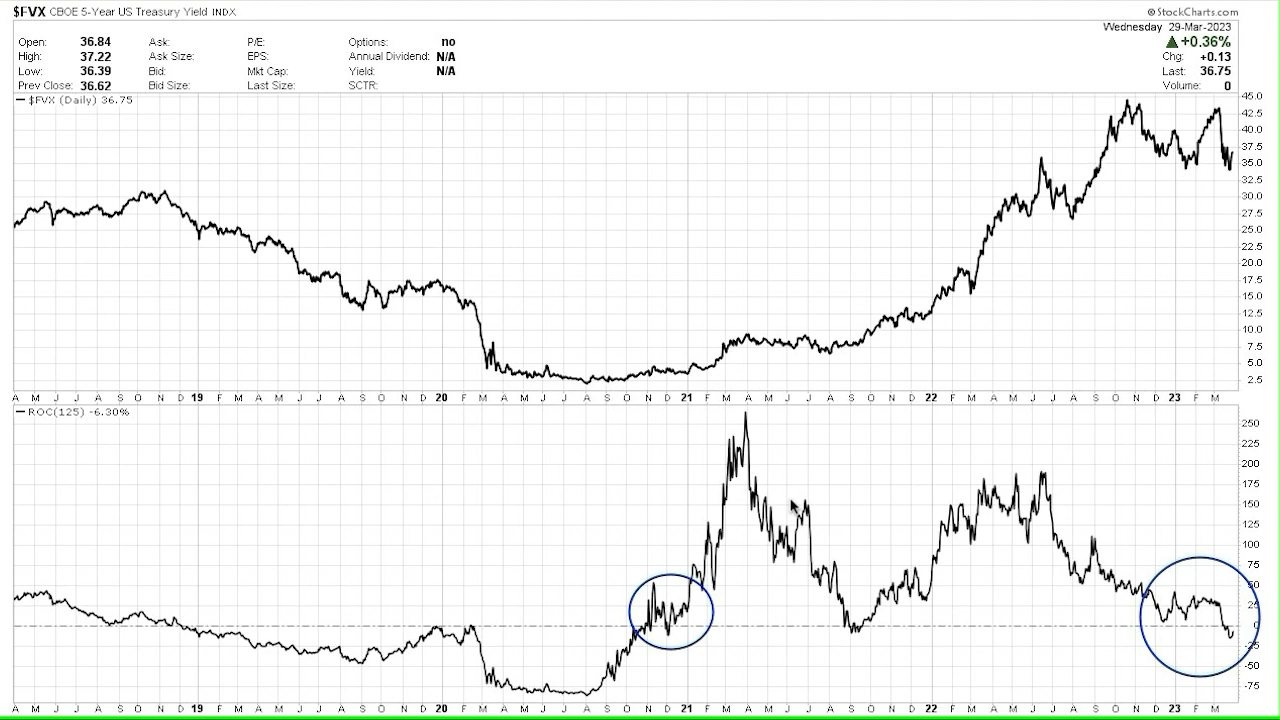 $FVX CBOE 5-Year US Treasury Yield INDX
© StockCharts.com
Wednesday 29-Mar-2023
Open: 36.84 Ask: P/E: Options: no ▲ +0.36%
High: 37.22 Ask Size: EPS: Annual Dividend: N/A Chg: +0.13
Low: 36.39 Bid: Mkt Cap: Yield: N/A Last: 36.75
Prev Close: 36.62 Bid Size: Last Size: SCTR: Volume: 0
$FVX (Daily) 36.75
45.0
42.5
40.0
37.5
35.0
32.5
30.0
27.5
25.0
22.5
20.0
17.5
15.0
12.5
10.0
7.5
5.0
2.5
A M J J A S O N D 19 F M A M J J A S O N D 20 F M A M J J A S O N D 21 F M A M J J A S O N D 22 F M A M J J A S O N D 23 F M
ROC(125) -6.30%
250
225
200
175
150
125
100
75
50
25
0
-25
-50
-75
A M J J A S O N D 19 F M A M J J A S O N D 20 F M A M J J A S O N D 21 F M A M J J A S O N D 22 F M A M J J A S O N D 23 F M